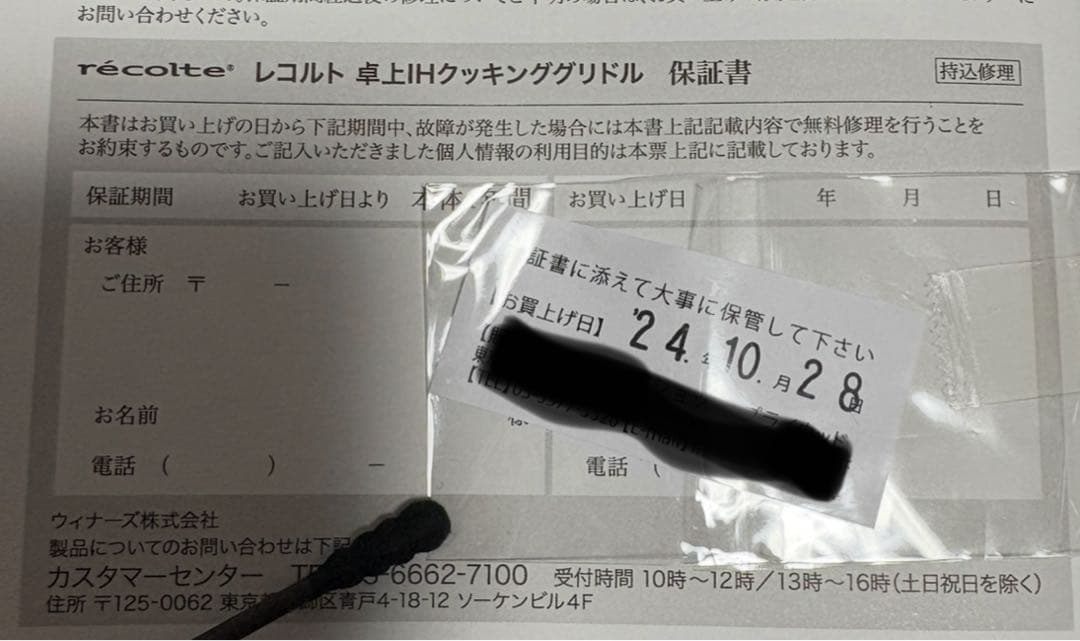 お問い合わせください。
récolte® レコルト 卓上IHクッキンググリドル 保証書
持込修理
本書はお買い上げの日から下記期間中、故障が発生した場合には本書上記記載内容で無料修理を行うことを
お約束するものです。ご記入いただきました個人情報の利用目的は本票上記に記載しております。
保証期間 お買い上げ日より 本体 年間 お買い上げ日 年 月 日
お客様
ご住所 〒 －
お名前 様
電話 ( ) －
証書に添えて大事に保管して下さい
【お買上げ日】 '24.年10.月28日
電話 (
ウィナーズ株式会社
製品についてのお問い合わせは下記
カスタマーセンター 6662-7100 受付時間 10時～12時／13時～16時(土日祝日を除く)
住所 〒125-0062 東京 飾区青戸4-18-12 ソーケンビル4F